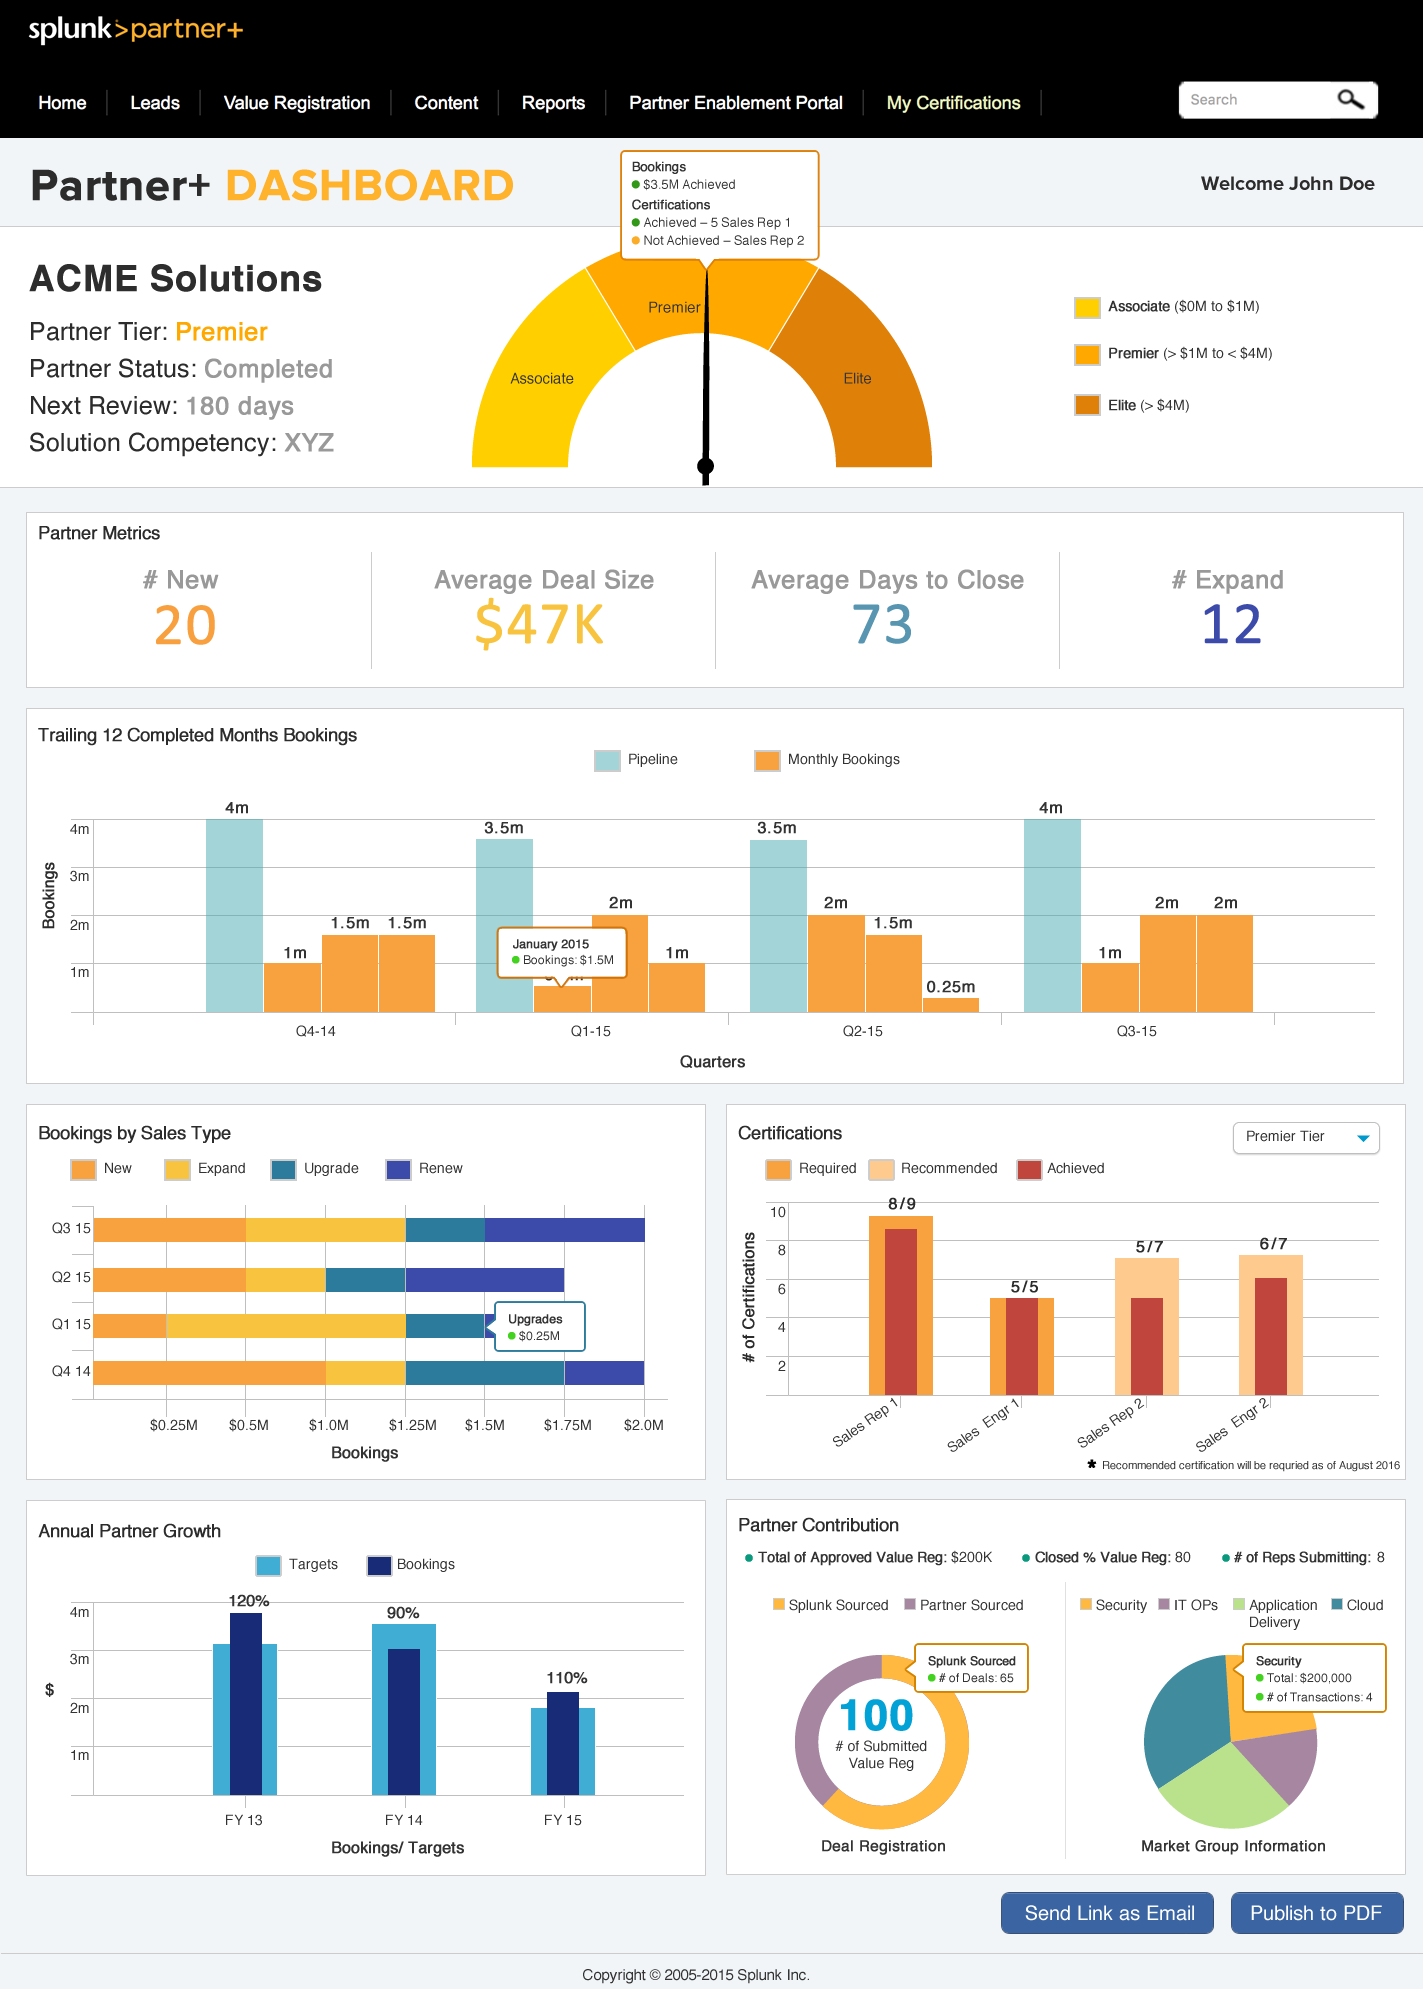 splunk>partner+
Home
Leads
Value Registration
Content
Reports
Partner Enablement Portal
My Certifications
Search
Partner+ DASHBOARD
Welcome John Doe
Bookings
$3.5M Achieved
Certifications
Achieved – 5 Sales Rep 1
Not Achieved – Sales Rep 2
ACME Solutions
Partner Tier: Premier
Partner Status: Completed
Next Review: 180 days
Solution Competency: XYZ
Associate
Premier
Elite
Associate ($0M to $1M)
Premier (> $1M to < $4M)
Elite (> $4M)
Partner Metrics
# New
20
Average Deal Size
$47K
Average Days to Close
73
# Expand
12
Trailing 12 Completed Months Bookings
Pipeline
Monthly Bookings
Bookings
4m
3m
2m
1m
4m
1m
1.5m
1.5m
3.5m
2m
1m
January 2015
Bookings: $1.5M
3.5m
2m
1.5m
0.25m
4m
1m
2m
2m
Q4-14
Q1-15
Q2-15
Q3-15
Quarters
Bookings by Sales Type
New
Expand
Upgrade
Renew
Q3 15
Q2 15
Q1 15
Q4 14
Upgrades
$0.25M
$0.25M
$0.5M
$1.0M
$1.25M
$1.5M
$1.75M
$2.0M
Bookings
Certifications
Premier Tier
Required
Recommended
Achieved
# of Certifications
10
8
6
4
2
8/9
5/5
5/7
6/7
Sales Rep 1
Sales Engr 1
Sales Rep 2
Sales Engr 2
* Recommended certification will be requried as of August 2016
Annual Partner Growth
Targets
Bookings
$
4m
3m
2m
1m
120%
90%
110%
FY 13
FY 14
FY 15
Bookings/ Targets
Partner Contribution
Total of Approved Value Reg: $200K
Closed % Value Reg: 80
# of Reps Submitting: 8
Splunk Sourced
Partner Sourced
Splunk Sourced
# of Deals: 65
100
# of Submitted
Value Reg
Deal Registration
Security
IT OPs
Application
Delivery
Cloud
Security
Total: $200,000
# of Transactions: 4
Market Group Information
Send Link as Email
Publish to PDF
Copyright © 2005-2015 Splunk Inc.